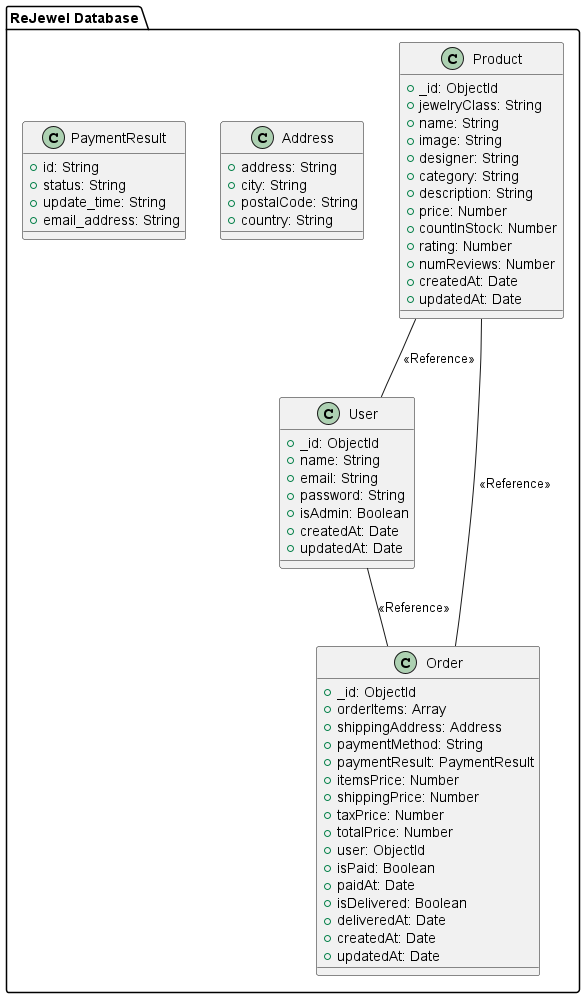 ReJewel Database
C Product
_id: ObjectId
jewelryClass: String
name: String
image: String
designer: String
category: String
description: String
price: Number
countInStock: Number
rating: Number
numReviews: Number
createdAt: Date
updatedAt: Date
C PaymentResult
id: String
status: String
update_time: String
email_address: String
C Address
address: String
city: String
postalCode: String
country: String
«Reference»
C User
_id: ObjectId
name: String
email: String
password: String
isAdmin: Boolean
createdAt: Date
updatedAt: Date
«Reference»
«Reference»
C Order
_id: ObjectId
orderItems: Array
shippingAddress: Address
paymentMethod: String
paymentResult: PaymentResult
itemsPrice: Number
shippingPrice: Number
taxPrice: Number
totalPrice: Number
user: ObjectId
isPaid: Boolean
paidAt: Date
isDelivered: Boolean
deliveredAt: Date
createdAt: Date
updatedAt: Date